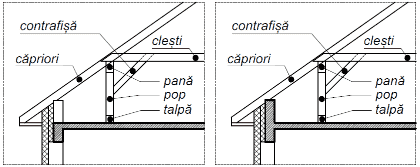 contrafișă
clești
căpriori
pană
pop
talpă
contrafișă
clești
căpriori
pană
pop
talpă